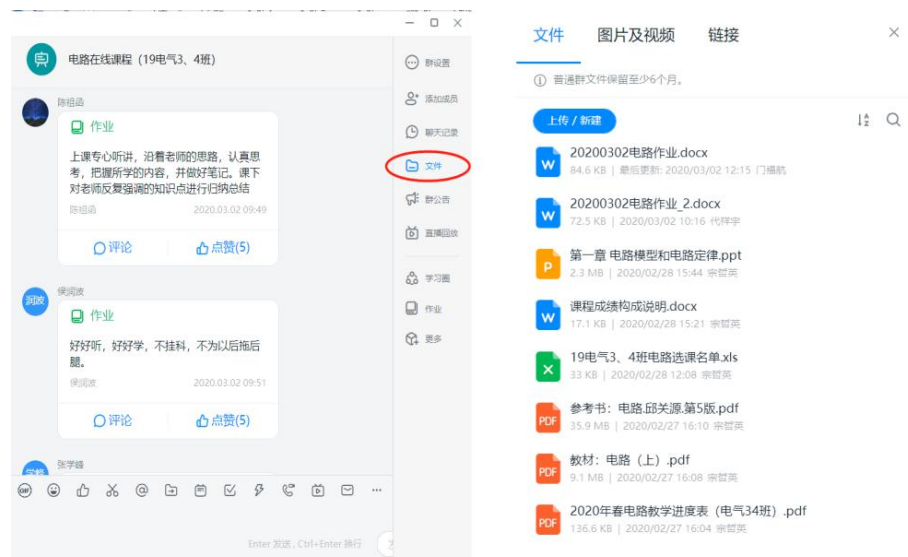 电路在线课程（19电气3、4班）
陈祖函
作业
上课专心听讲，沿着老师的思路，认真思
考，把握所学的内容，并做好笔记。课下
对老师反复强调的知识点进行归纳总结
陈祖函 2020.03.02 09:49
评论 点赞(5)
润波
侯润波
作业
好好听，好好学，不挂科，不为以后拖后
腿。
侯润波 2020.03.02 09:51
评论 点赞(5)
张学峰
GIF
Enter 发送，Ctrl+Enter 换行
群设置
添加成员
聊天记录
文件
群公告
直播回放
学习圈
作业
更多
文件 图片及视频 链接
普通群文件保留至少6个月。
上传 / 新建
20200302电路作业.docx
84.6 KB | 最后更新: 2020/03/02 12:15 门福航
20200302电路作业_2.docx
72.5 KB | 2020/03/02 10:16 代祥宇
第一章 电路模型和电路定律.ppt
2.3 MB | 2020/02/28 15:44 宗哲英
课程成绩构成说明.docx
17.1 KB | 2020/02/28 15:21 宗哲英
19电气3、4班电路选课名单.xls
33 KB | 2020/02/28 12:08 宗哲英
参考书：电路.邱关源.第5版.pdf
35.9 MB | 2020/02/27 16:10 宗哲英
教材：电路（上）.pdf
9.1 MB | 2020/02/27 16:08 宗哲英
2020年春电路教学进度表（电气34班）.pdf
136.6 KB | 2020/02/27 16:04 宗哲英